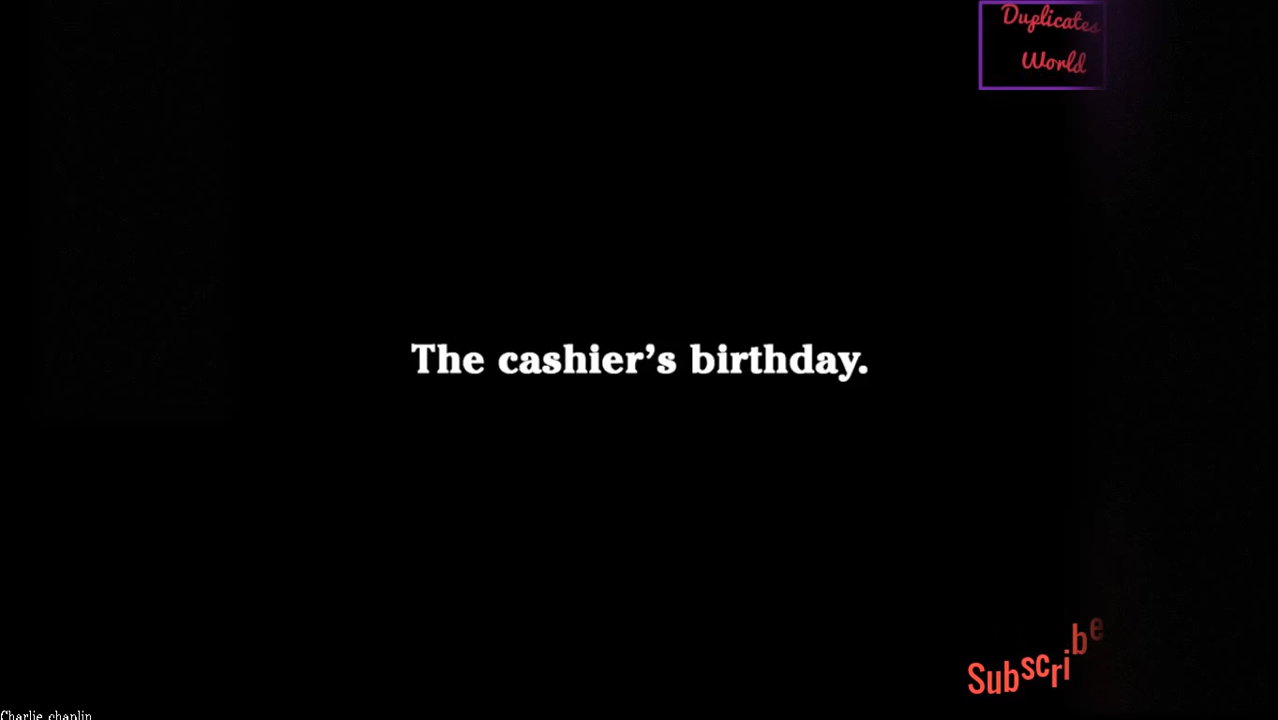 Duplicates
World
The cashier’s birthday.
Subscribe
Charlie chaplin